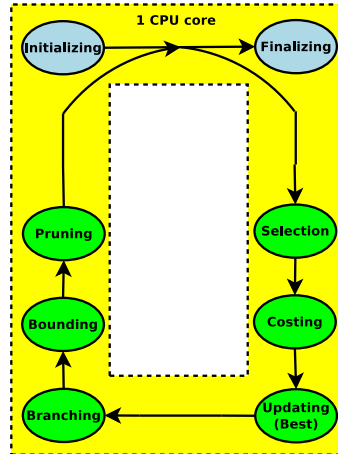 1 CPU core
Initializing
Finalizing
Pruning
Selection
Bounding
Costing
Branching
Updating
(Best)